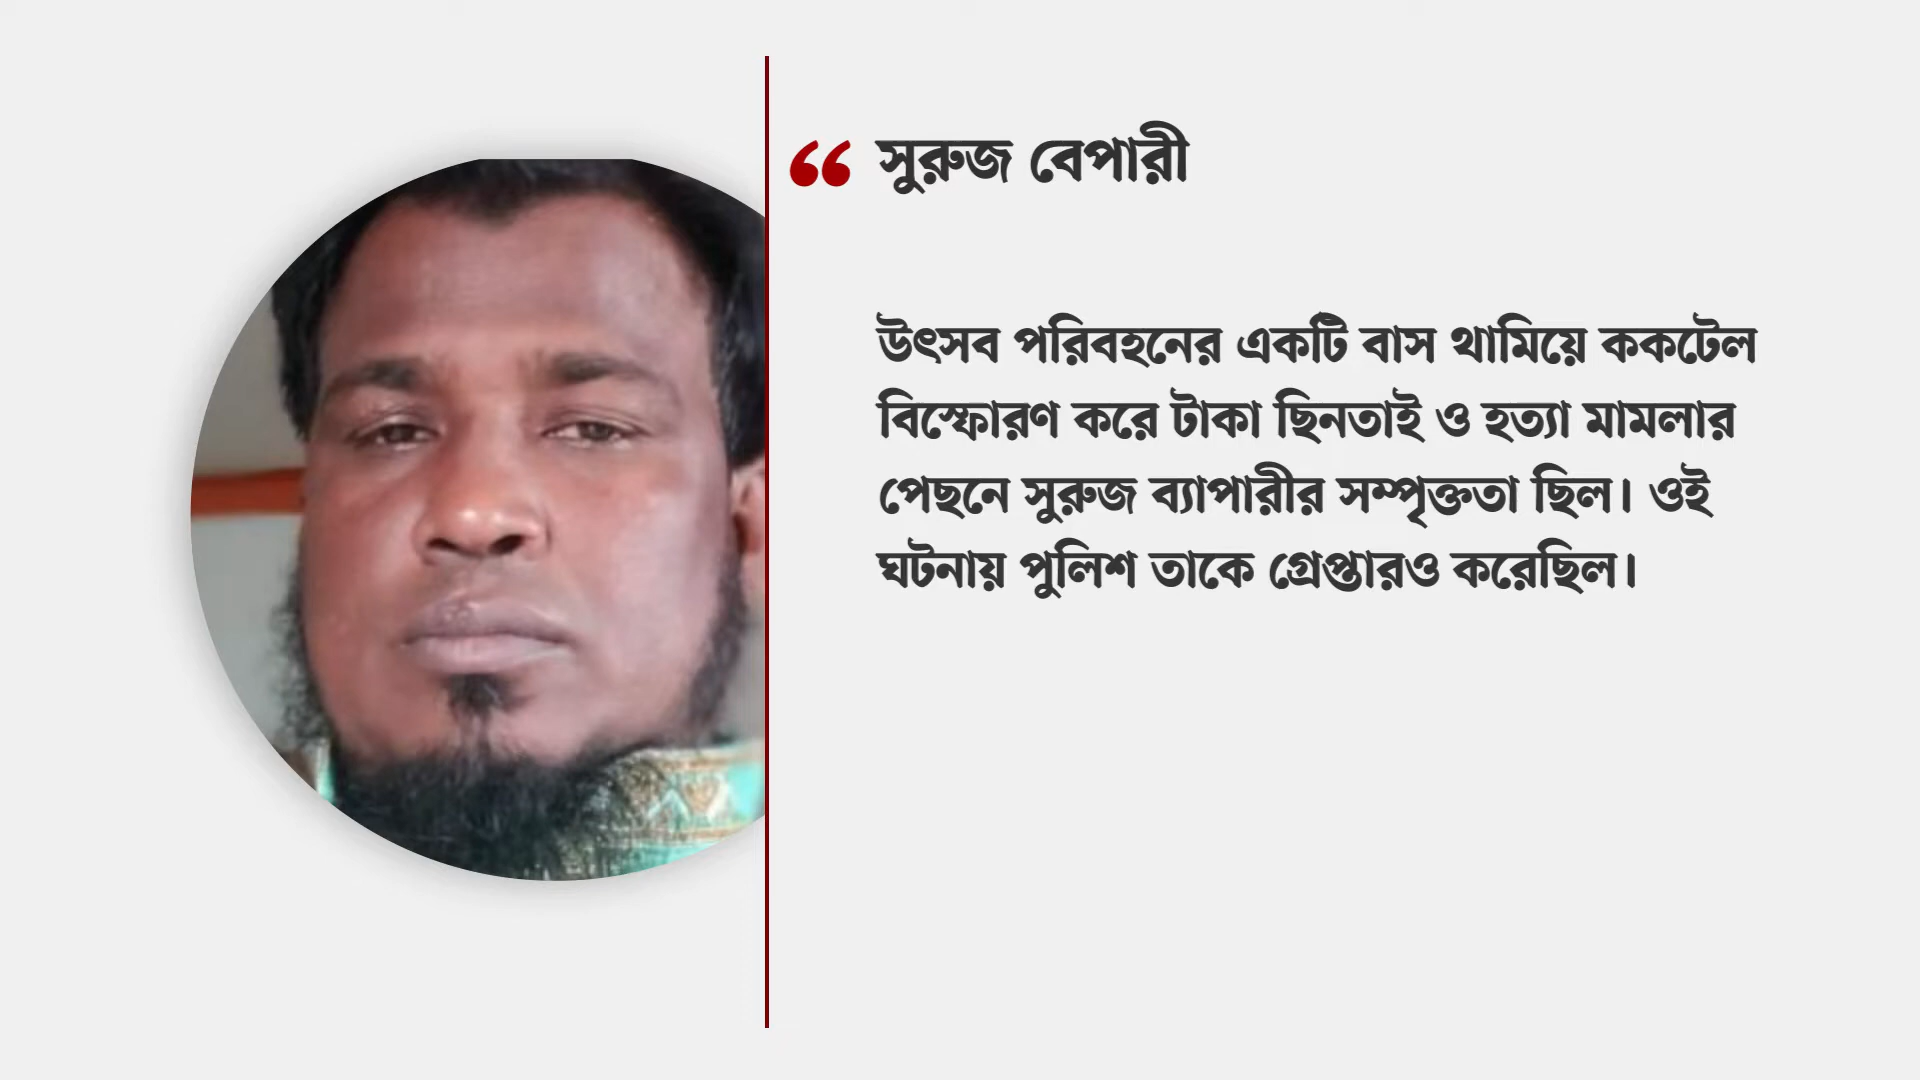 “ সুরুজ বেপারী
উৎসব পরিবহনের একটি বাস থামিয়ে ককটেল
বিস্ফোরণ করে টাকা ছিনতাই ও হত্যা মামলার
পেছনে সুরুজ ব্যাপারীর সম্পৃক্ততা ছিল। ওই
ঘটনায় পুলিশ তাকে গ্রেপ্তারও করেছিল।